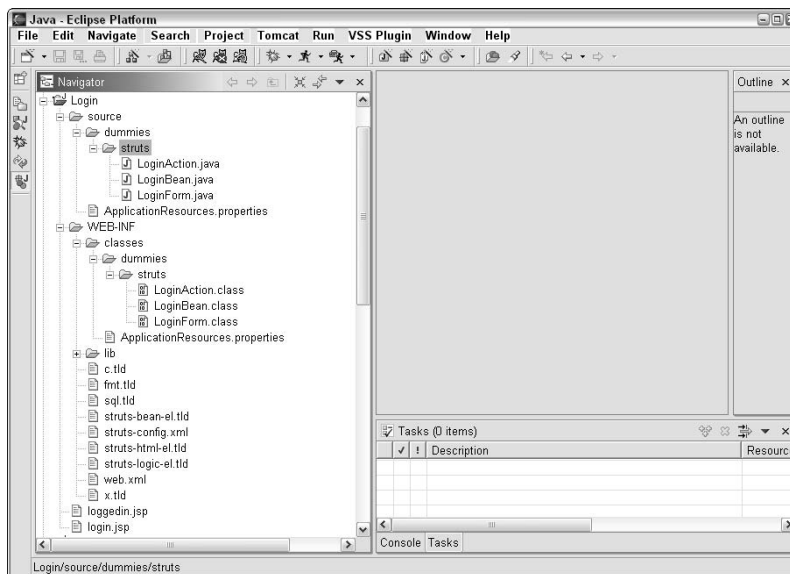 Java - Eclipse Platform
File Edit Navigate Search Project Tomcat Run VSS Plugin Window Help
Navigator
Login
source
dummies
struts
LoginAction.java
LoginBean.java
LoginForm.java
ApplicationResources.properties
WEB-INF
classes
dummies
struts
LoginAction.class
LoginBean.class
LoginForm.class
ApplicationResources.properties
lib
c.tld
fmt.tld
sql.tld
struts-bean-el.tld
struts-config.xml
struts-html-el.tld
struts-logic-el.tld
web.xml
x.tld
loggedin.jsp
login.jsp
Outline
An outline
is not
available.
Tasks (0 items)
! Description Resourc
Console Tasks
Login/source/dummies/struts